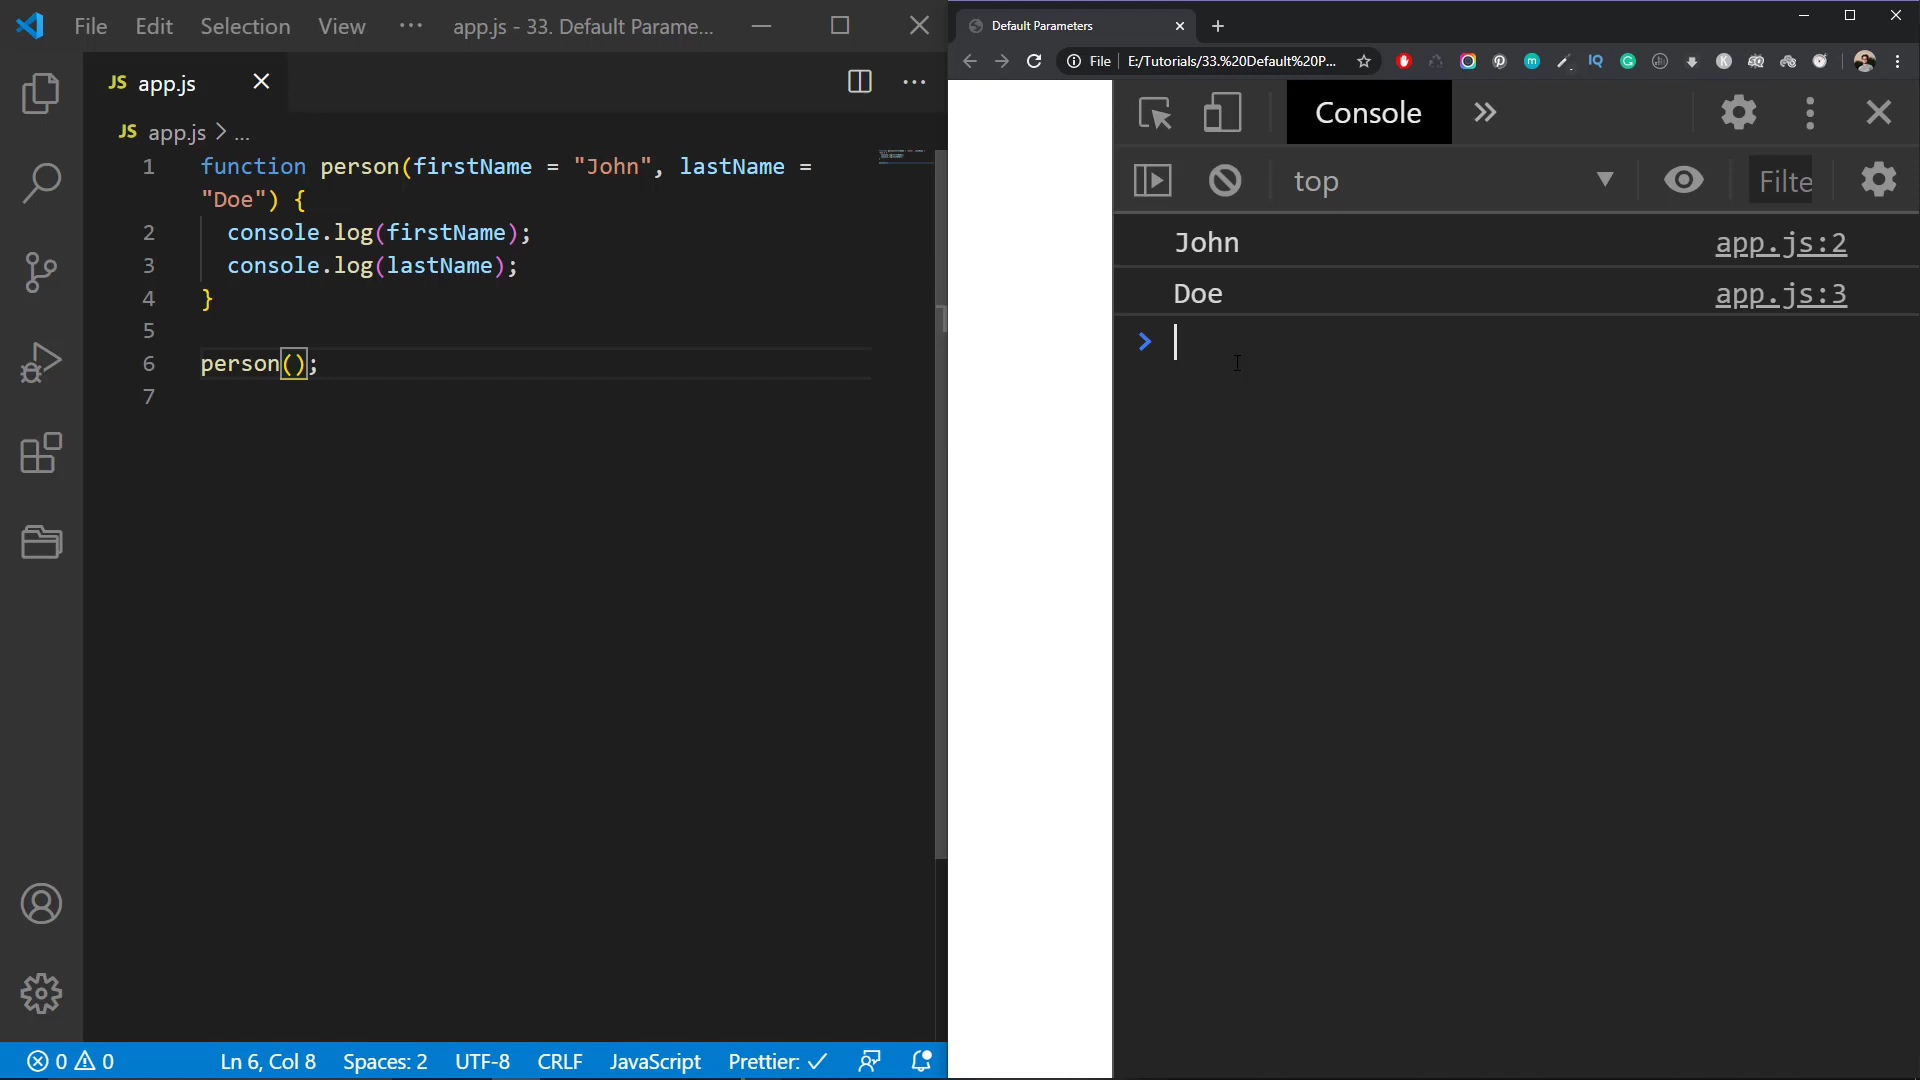 File Edit Selection View ··· app.js - 33. Default Parame...
JS app.js
JS app.js > ...
1 function person(firstName = "John", lastName =
"Doe") {
2 console.log(firstName);
3 console.log(lastName);
4 }
5
6 person();
7
0 0 Ln 6, Col 8 Spaces: 2 UTF-8 CRLF JavaScript Prettier: ✓
Default Parameters
File E:/Tutorials/33.%20Default%20P...
Console
top Filte
John app.js:2
Doe app.js:3
>